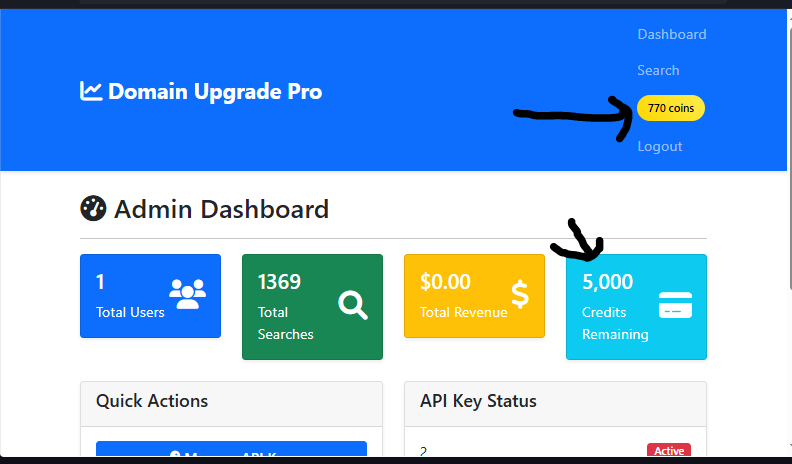 Dashboard
Search
Domain Upgrade Pro
770 coins
Logout
Admin Dashboard
1
Total Users
1369
Total
Searches
$0.00
Total Revenue
5,000
Credits
Remaining
Quick Actions
API Key Status
2
Active